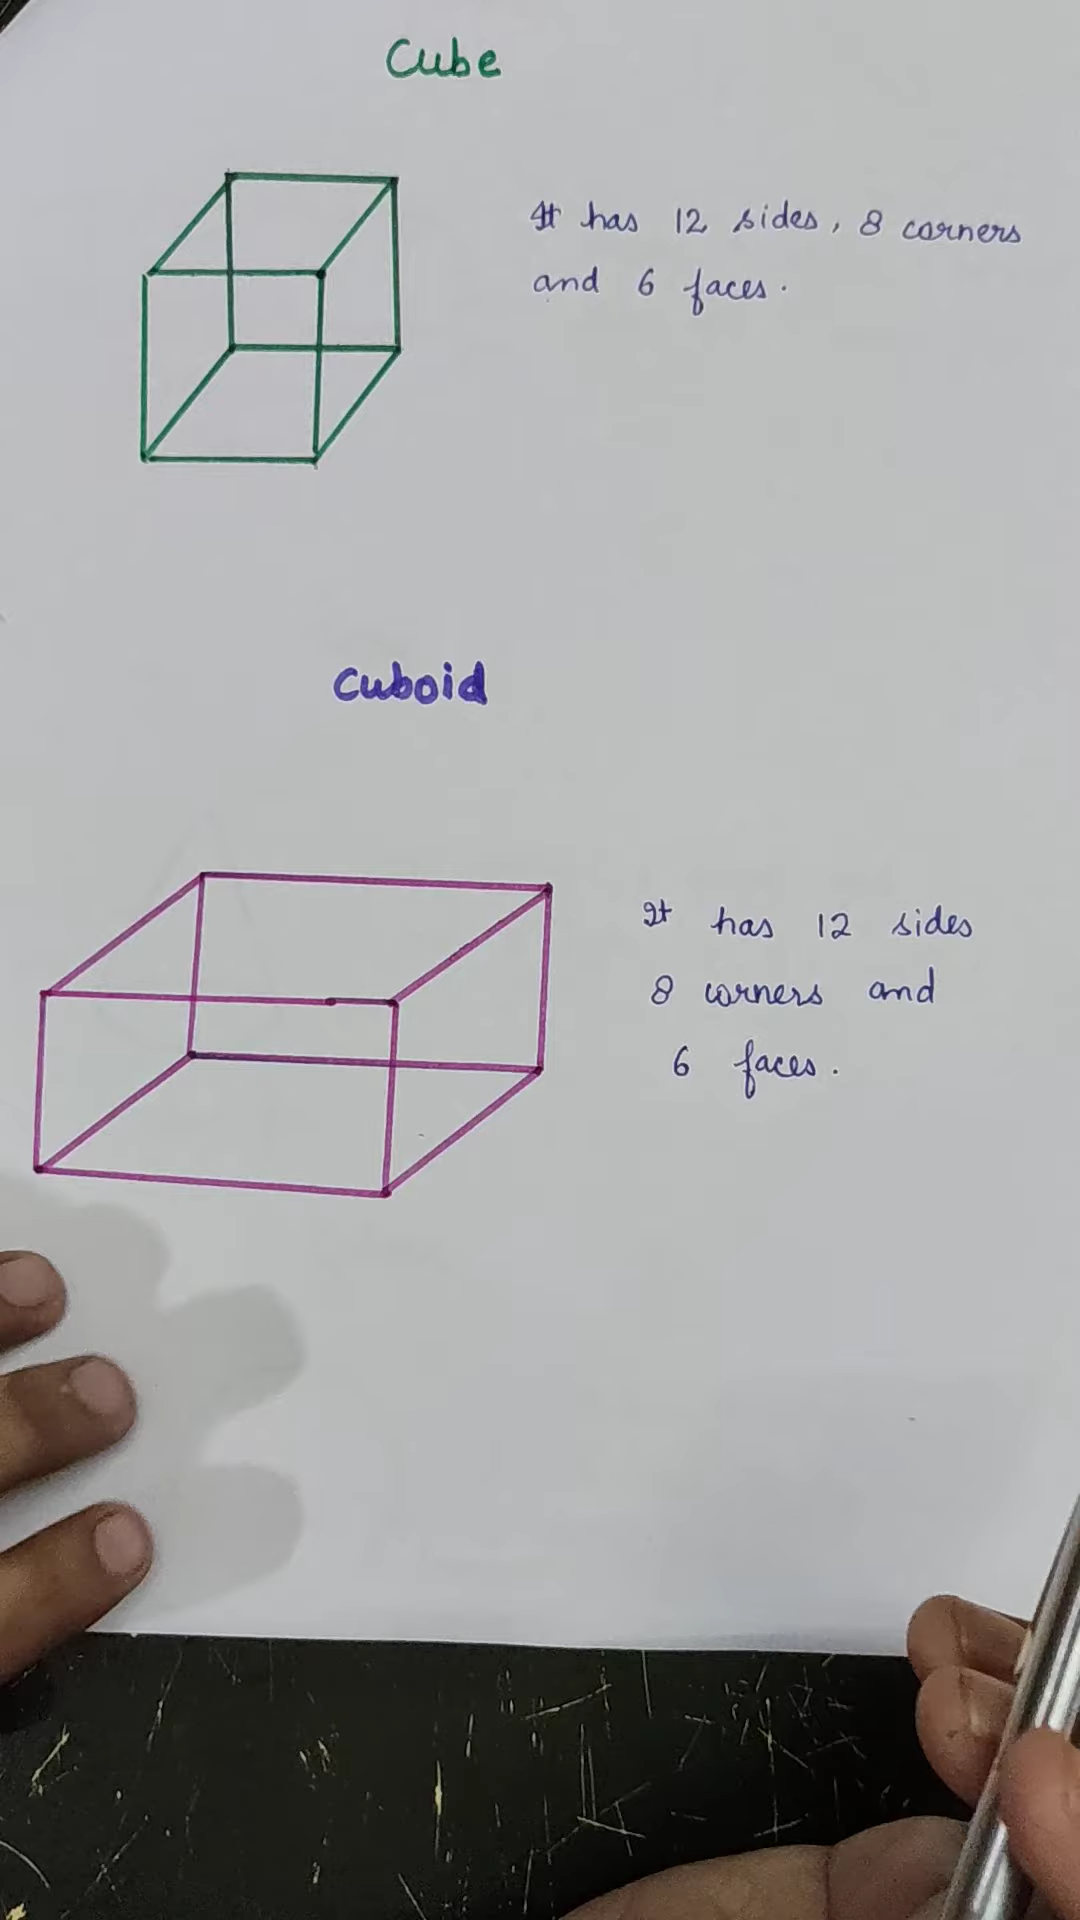 Cube
It has 12 sides, 8 corners
and 6 faces.
Cuboid
It has 12 sides
8 corners and
6 faces.